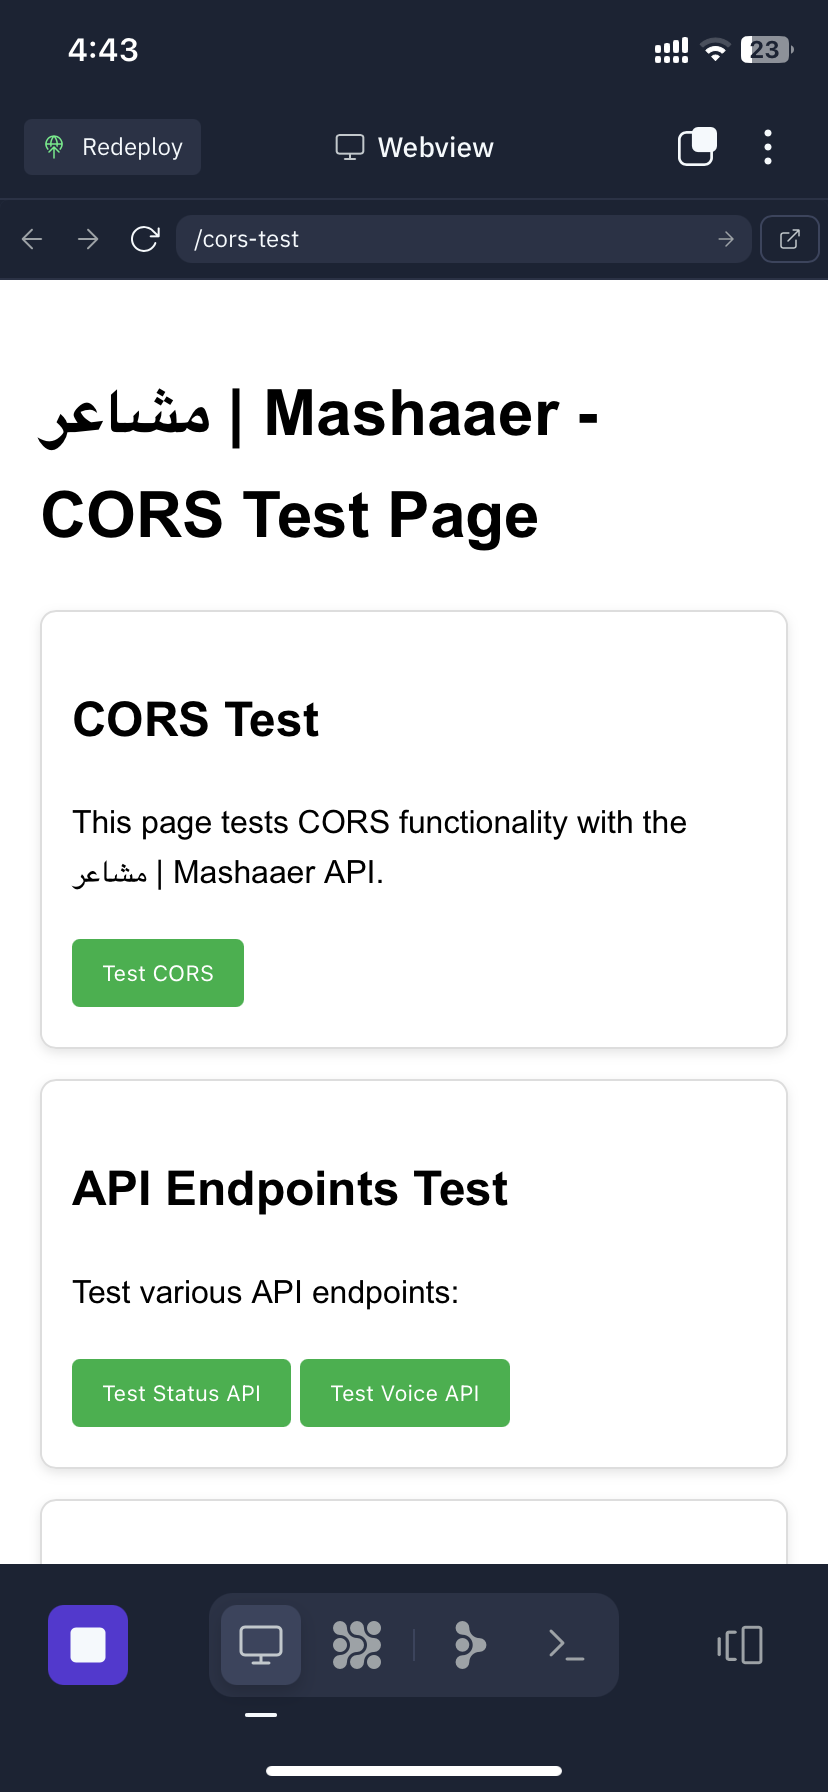 4:43
23
Redeploy
Webview
/cors-test
مشاعر | Mashaaer -
CORS Test Page
CORS Test
This page tests CORS functionality with the
مشاعر | Mashaaer API.
Test CORS
API Endpoints Test
Test various API endpoints:
Test Status API
Test Voice API